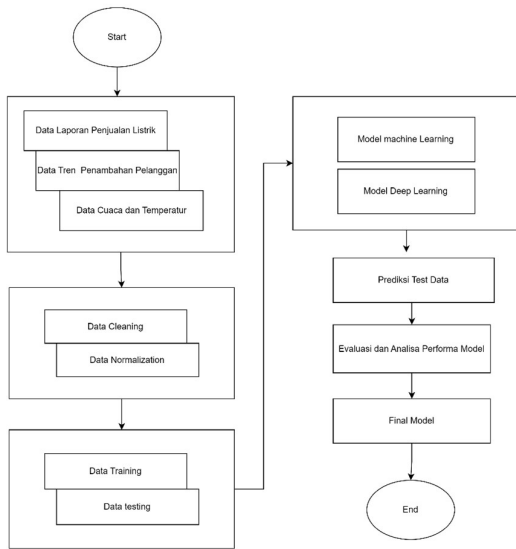 Start
Data Laporan Penjualan Listrik
Data Tren Penambahan Pelanggan
Data Cuaca dan Temperatur
Data Cleaning
Data Normalization
Data Training
Data testing
Model machine Learning
Model Deep Learning
Prediksi Test Data
Evaluasi dan Analisa Performa Model
Final Model
End